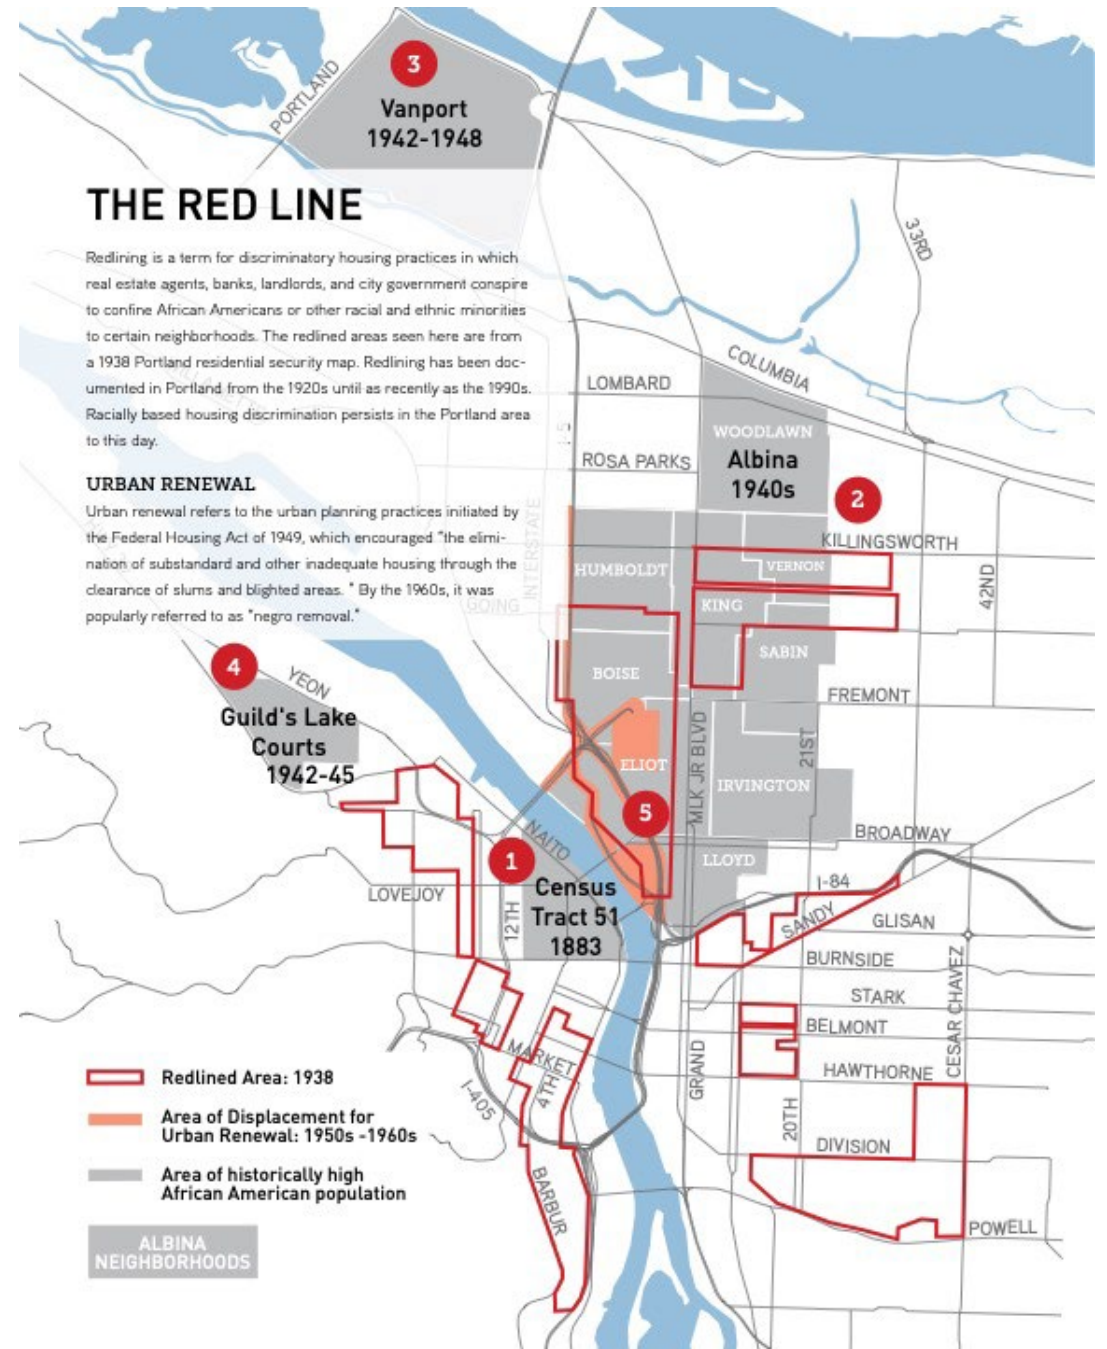 3
Vanport
1942-1948
PORTLAND
THE RED LINE
Redlining is a term for discriminatory housing practices in which
real estate agents, banks, landlords, and city government conspire
to confine African Americans or other racial and ethnic minorities
to certain neighborhoods. The redlined areas seen here are from
a 1938 Portland residential security map. Redlining has been doc-
umented in Portland from the 1920s until as recently as the 1990s.
Racially based housing discrimination persists in the Portland area
to this day.
URBAN RENEWAL
Urban renewal refers to the urban planning practices initiated by
the Federal Housing Act of 1949, which encouraged "the elimi-
nation of substandard and other inadequate housing through the
clearance of slums and blighted areas. " By the 1960s, it was
popularly referred to as "negro removal."
33RD
COLUMBIA
LOMBARD
I-5
WOODLAWN
ROSA PARKS
Albina
1940s
2
KILLINGSWORTH
INTERSTATE
HUMBOLDT
VERNON
42ND
GOING
KING
SABIN
BOISE
FREMONT
4
YEON
Guild's Lake
Courts
1942-45
MLK JR BLVD
21ST
ELIOT
IRVINGTON
5
NAITO
BROADWAY
1
LLOYD
Census
Tract 51
1883
I-84
LOVEJOY
12TH
SANDY
GLISAN
BURNSIDE
STARK
BELMONT
CESAR CHAVEZ
MARKET
HAWTHORNE
GRAND
4TH
I-405
20TH
DIVISION
BARBUR
POWELL
Redlined Area: 1938
Area of Displacement for
Urban Renewal: 1950s -1960s
Area of historically high
African American population
ALBINA
NEIGHBORHOODS